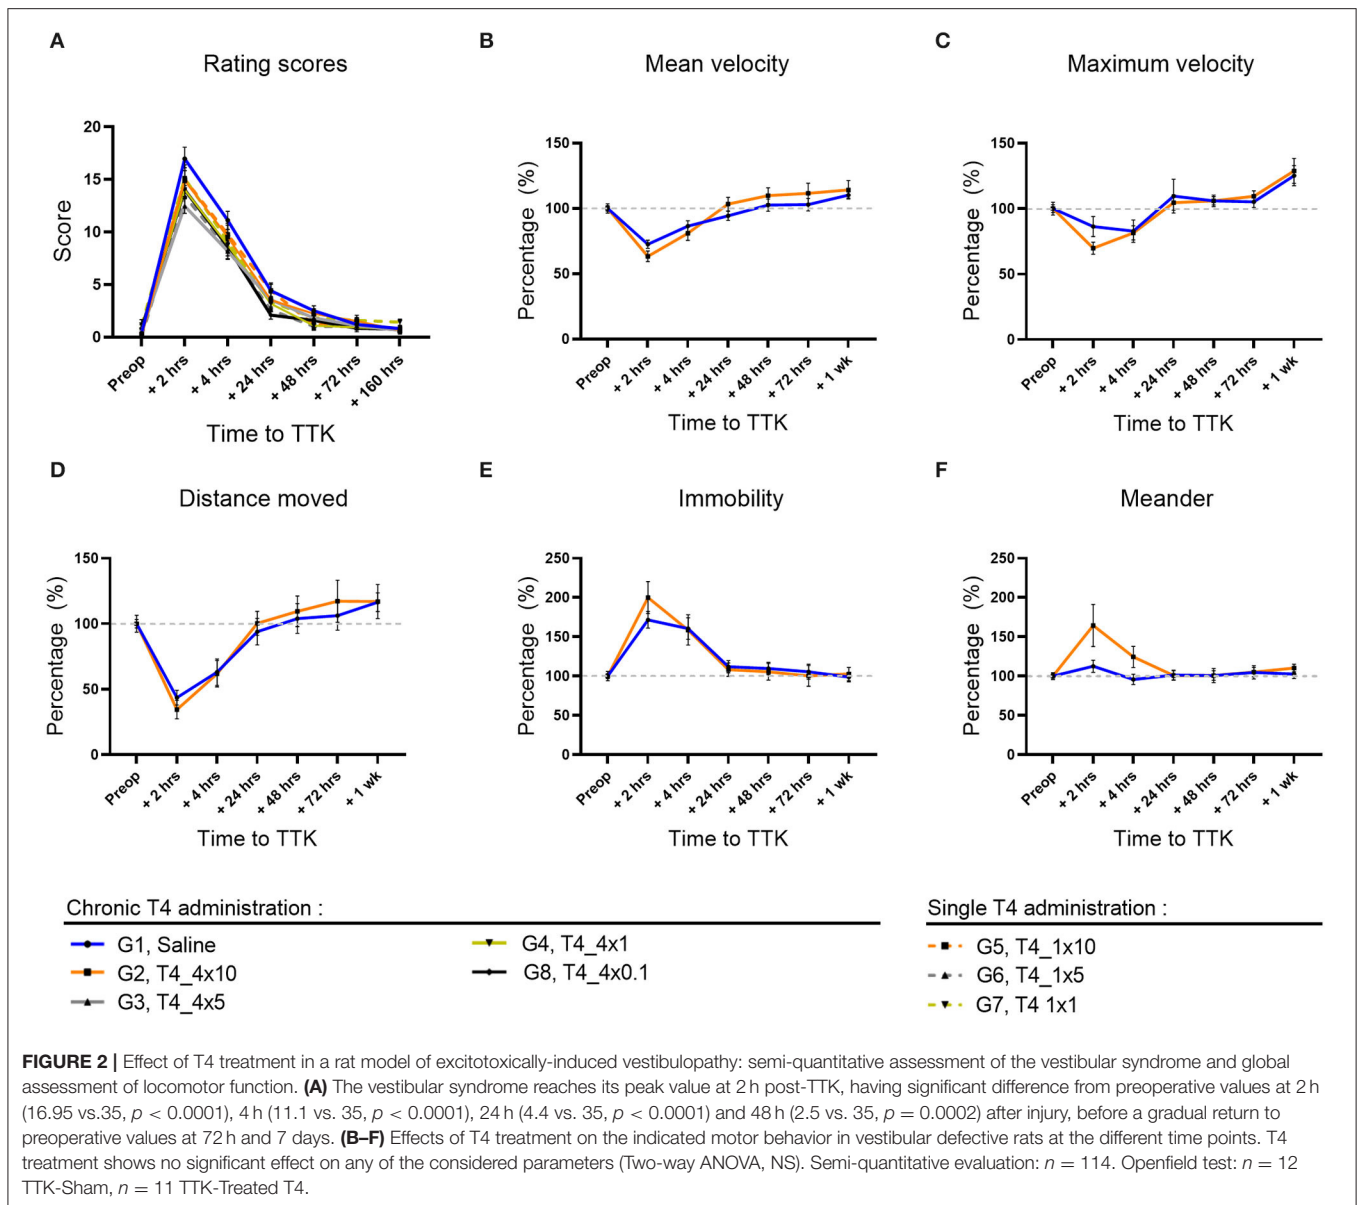 A
Rating scores
20
15
10
5
0
Score
Preop
+ 2 hrs
+ 4 hrs
+ 24 hrs
+ 48 hrs
+ 72 hrs
+ 160 hrs
Time to TTK
B
Mean velocity
150
100
50
0
Percentage (%)
Preop
+ 2 hrs
+ 4 hrs
+ 24 hrs
+ 48 hrs
+ 72 hrs
+ 1 wk
Time to TTK
C
Maximum velocity
150
100
50
0
Percentage (%)
Preop
+ 2 hrs
+ 4 hrs
+ 24 hrs
+ 48 hrs
+ 72 hrs
+ 1 wk
Time to TTK
D
Distance moved
150
100
50
0
Percentage (%)
Preop
+ 2 hrs
+ 4 hrs
+ 24 hrs
+ 48 hrs
+ 72 hrs
+ 1 wk
Time to TTK
E
Immobility
250
200
150
100
50
0
Percentage (%)
Preop
+ 2 hrs
+ 4 hrs
+ 24 hrs
+ 48 hrs
+ 72 hrs
+ 1 wk
Time to TTK
F
Meander
250
200
150
100
50
0
Percentage (%)
Preop
+ 2 hrs
+ 4 hrs
+ 24 hrs
+ 48 hrs
+ 72 hrs
+ 1 wk
Time to TTK
Chronic T4 administration :
G1, Saline
G2, T4_4x10
G3, T4_4x5
G4, T4_4x1
G8, T4_4x0.1
Single T4 administration :
G5, T4_1x10
G6, T4_1x5
G7, T4 1x1
FIGURE 2 | Effect of T4 treatment in a rat model of excitotoxically-induced vestibulopathy: semi-quantitative assessment of the vestibular syndrome and global
assessment of locomotor function. (A) The vestibular syndrome reaches its peak value at 2 h post-TTK, having significant difference from preoperative values at 2 h
(16.95 vs.35, p < 0.0001), 4 h (11.1 vs. 35, p < 0.0001), 24 h (4.4 vs. 35, p < 0.0001) and 48 h (2.5 vs. 35, p = 0.0002) after injury, before a gradual return to
preoperative values at 72 h and 7 days. (B–F) Effects of T4 treatment on the indicated motor behavior in vestibular defective rats at the different time points. T4
treatment shows no significant effect on any of the considered parameters (Two-way ANOVA, NS). Semi-quantitative evaluation: n = 114. Openfield test: n = 12
TTK-Sham, n = 11 TTK-Treated T4.